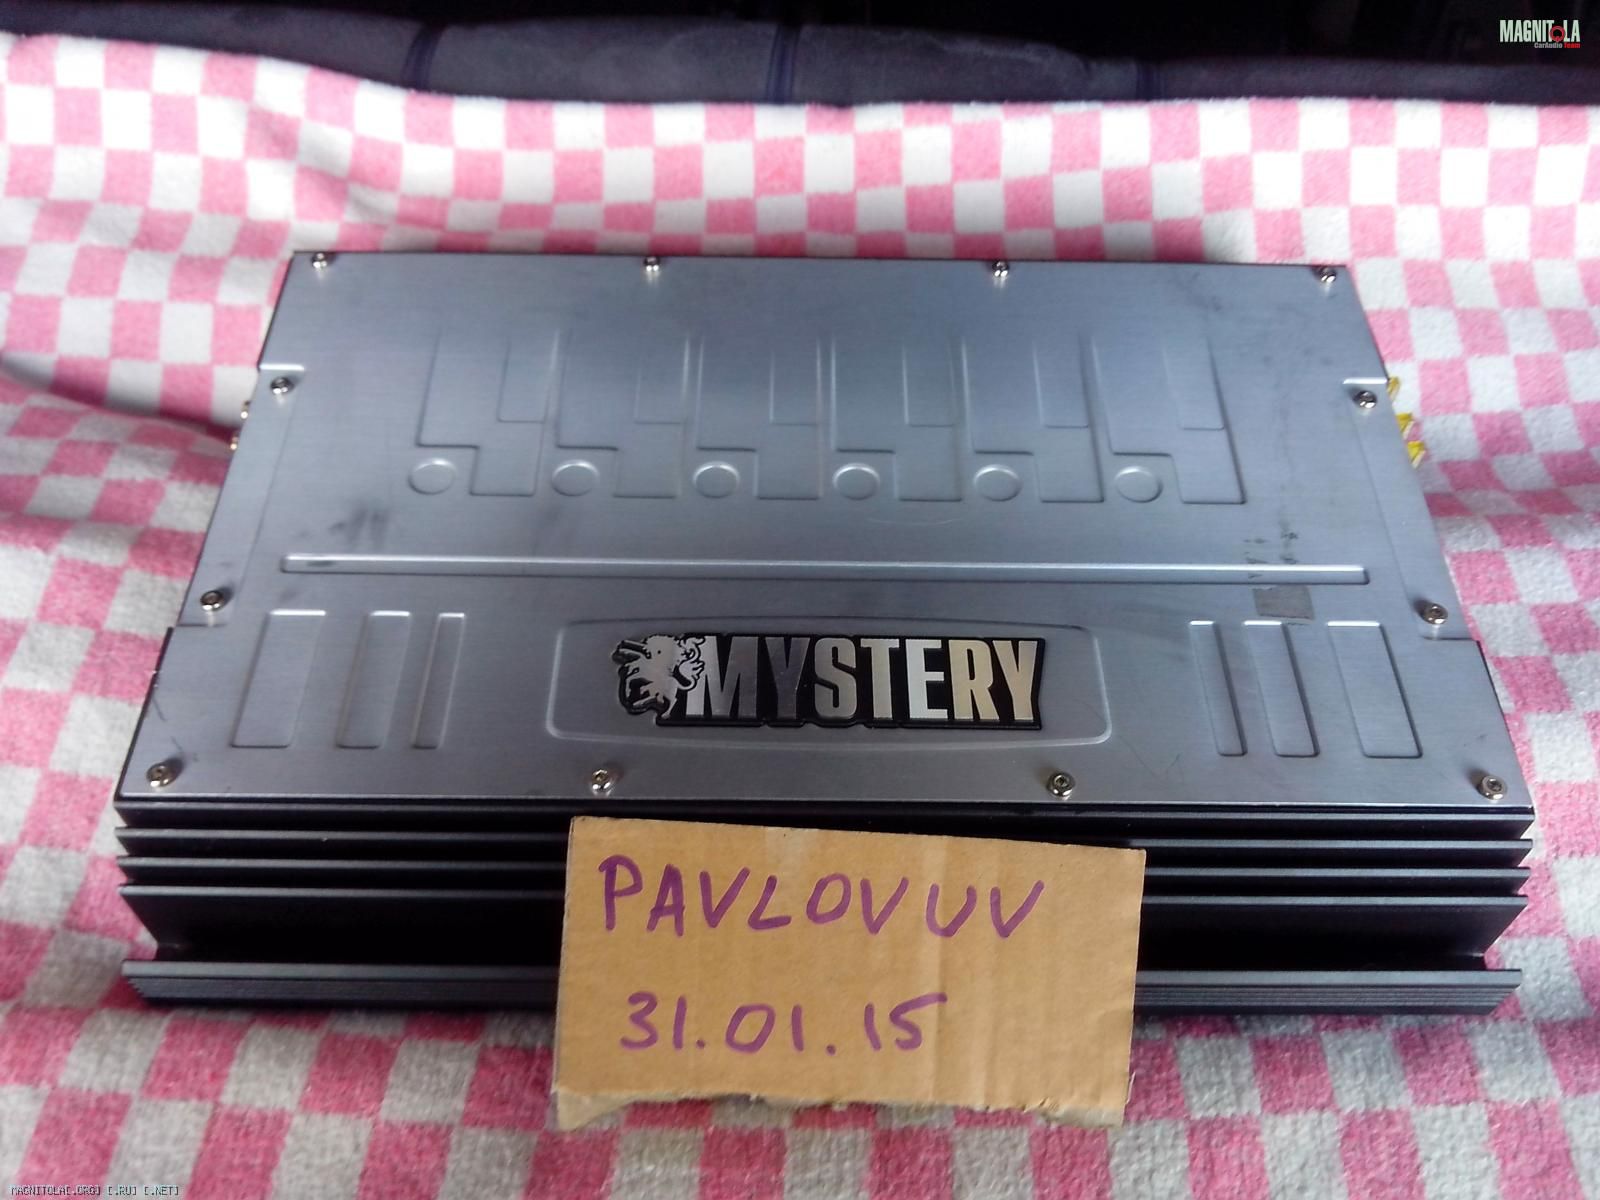 MAGNITOLA
CarAudio Team
MYSTERY
PAVLOVUV
31.01.15
MAGNITOLA[.ORG] [.RU] [.NET]